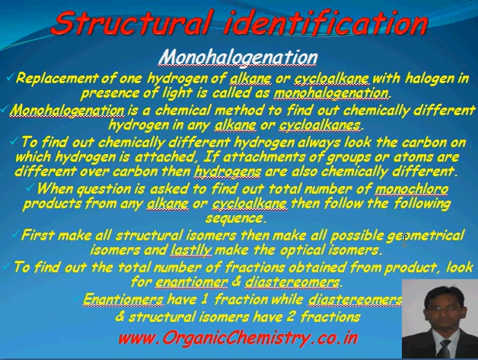 Structural identification
Monohalogenation
Replacement of one hydrogen of alkane or cycloalkane with halogen in
presence of light is called as monohalogenation.
Monohalogenation is a chemical method to find out chemically different
hydrogen in any alkane or cycloalkanes.
To find out chemically different hydrogen always look the carbon on
which hydrogen is attached, If attachments of groups or atoms are
different over carbon then hydrogens are also chemically different.
When question is asked to find out total number of monochloro
products from any alkane or cycloalkane then follow the following
sequence.
First make all structural isomers then make all possible geometrical
isomers and lastlly make the optical isomers.
To find out the total number of fractions obtained from product, look
for enantiomer & diastereomers.
Enantiomers have 1 fraction while diastereomers
& structural isomers have 2 fractions
www.OrganicChemistry.co.in